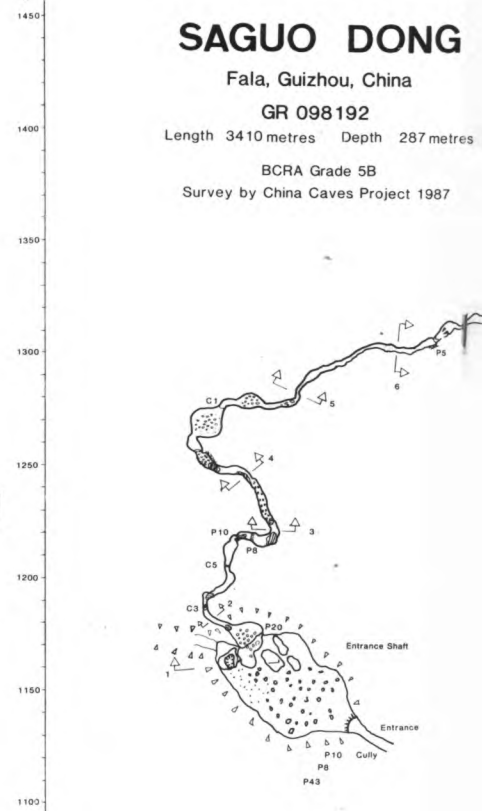 SAGUO DONG
Fala, Guizhou, China
GR 098192
Length 3410 metres Depth 287 metres
BCRA Grade 5B
Survey by China Caves Project 1987
1450
1400
1350
1300
1250
1200
1150
1100
P5
6
C1
5
4
P10
P8
3
C5
C3
2
P20
Entrance Shaft
1
Entrance
P10 Cully
P6
P43